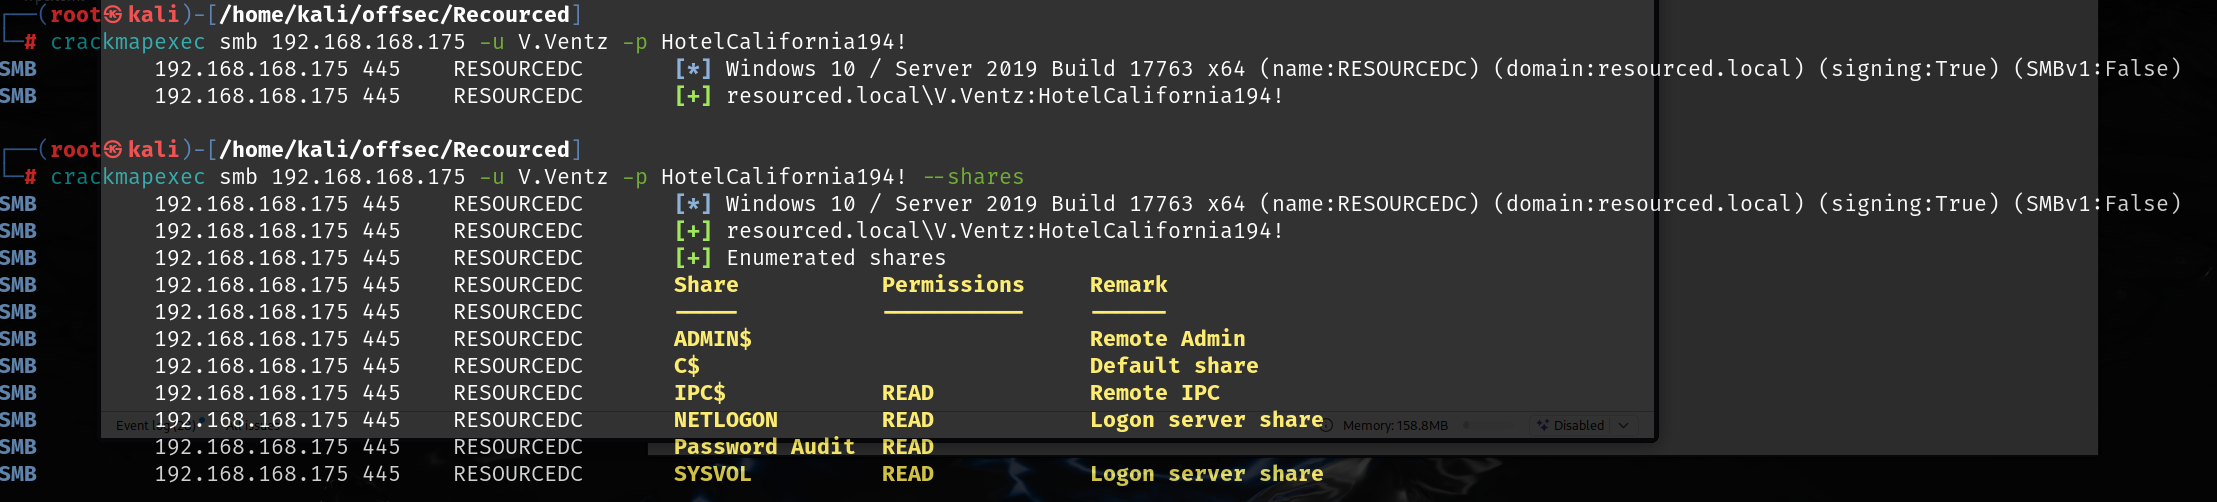 ┌──(root㉿kali)-[/home/kali/offsec/Recourced]
└─# crackmapexec smb 192.168.168.175 -u V.Ventz -p HotelCalifornia194!
SMB 192.168.168.175 445 RESOURCEDC [*] Windows 10 / Server 2019 Build 17763 x64 (name:RESOURCEDC) (domain:resourced.local) (signing:True) (SMBv1:False)
SMB 192.168.168.175 445 RESOURCEDC [+] resourced.local\V.Ventz:HotelCalifornia194!
┌──(root㉿kali)-[/home/kali/offsec/Recourced]
└─# crackmapexec smb 192.168.168.175 -u V.Ventz -p HotelCalifornia194! --shares
SMB 192.168.168.175 445 RESOURCEDC [*] Windows 10 / Server 2019 Build 17763 x64 (name:RESOURCEDC) (domain:resourced.local) (signing:True) (SMBv1:False)
SMB 192.168.168.175 445 RESOURCEDC [+] resourced.local\V.Ventz:HotelCalifornia194!
SMB 192.168.168.175 445 RESOURCEDC [+] Enumerated shares
SMB 192.168.168.175 445 RESOURCEDC Share Permissions Remark
SMB 192.168.168.175 445 RESOURCEDC ----- ----------- ------
SMB 192.168.168.175 445 RESOURCEDC ADMIN$ Remote Admin
SMB 192.168.168.175 445 RESOURCEDC C$ Default share
SMB 192.168.168.175 445 RESOURCEDC IPC$ READ Remote IPC
SMB 192.168.168.175 445 RESOURCEDC NETLOGON READ Logon server share
Event log Memory: 158.8MB Disabled
SMB 192.168.168.175 445 RESOURCEDC Password Audit READ
SMB 192.168.168.175 445 RESOURCEDC SYSVOL READ Logon server share